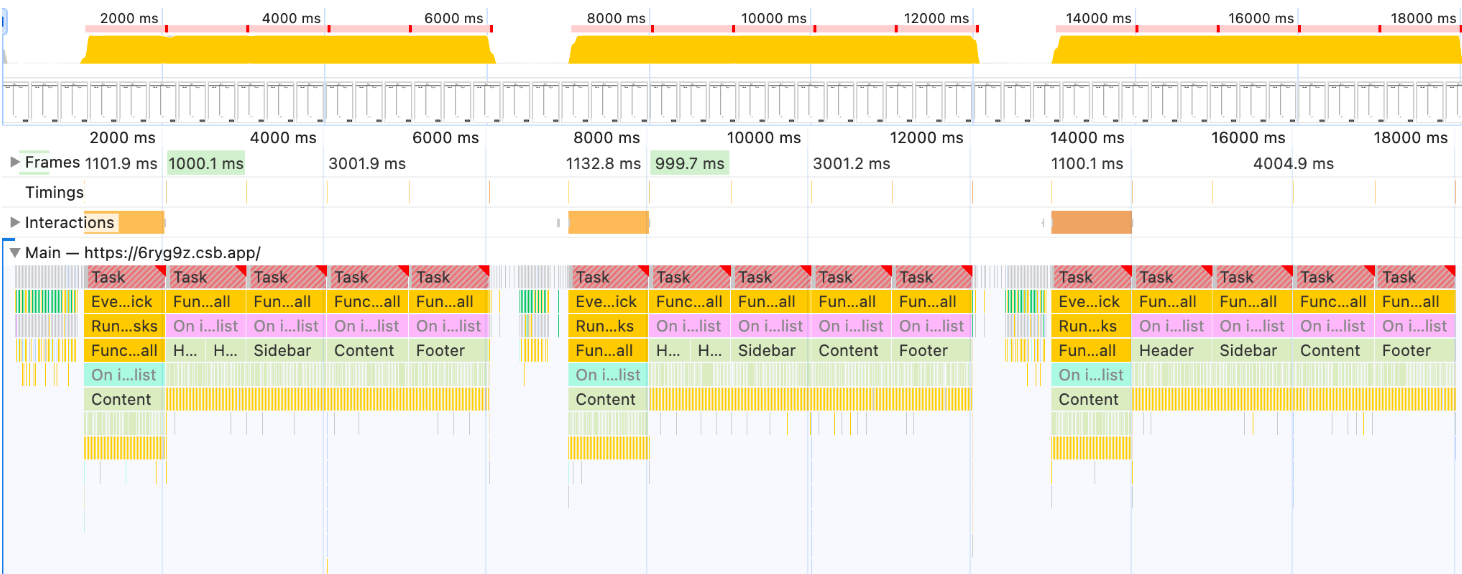 2000 ms 4000 ms 6000 ms 8000 ms 10000 ms 12000 ms 14000 ms 16000 ms 18000 ms
2000 ms 4000 ms 6000 ms 8000 ms 10000 ms 12000 ms 14000 ms 16000 ms 18000 ms
Frames 1101.9 ms 1000.1 ms 3001.9 ms 1132.8 ms 999.7 ms 3001.2 ms 1100.1 ms 4004.9 ms
Timings
Interactions
Main — https://6ryg9z.csb.app/
Task Task Task Task Task Task Task Task Task Task Task Task Task Task Task
Eve...ick Fun...all Fun...all Func...all Fun...all Eve...ick Func...all Fun...all Fun...all Fun...all Eve...ick Fun...all Fun...all Func...all Fun...all
Run...sks On i...list On i...list On i...list On i...list Run...ks On i...list On i...list On i...list On i...list Run...ks On i...list On i...list On i...list On i...list
Func...all H... H... Sidebar Content Footer Fun...all H... H... Sidebar Content Footer Fun...all Header Sidebar Content Footer
On i...list On i...list On i...list
Content Content Content